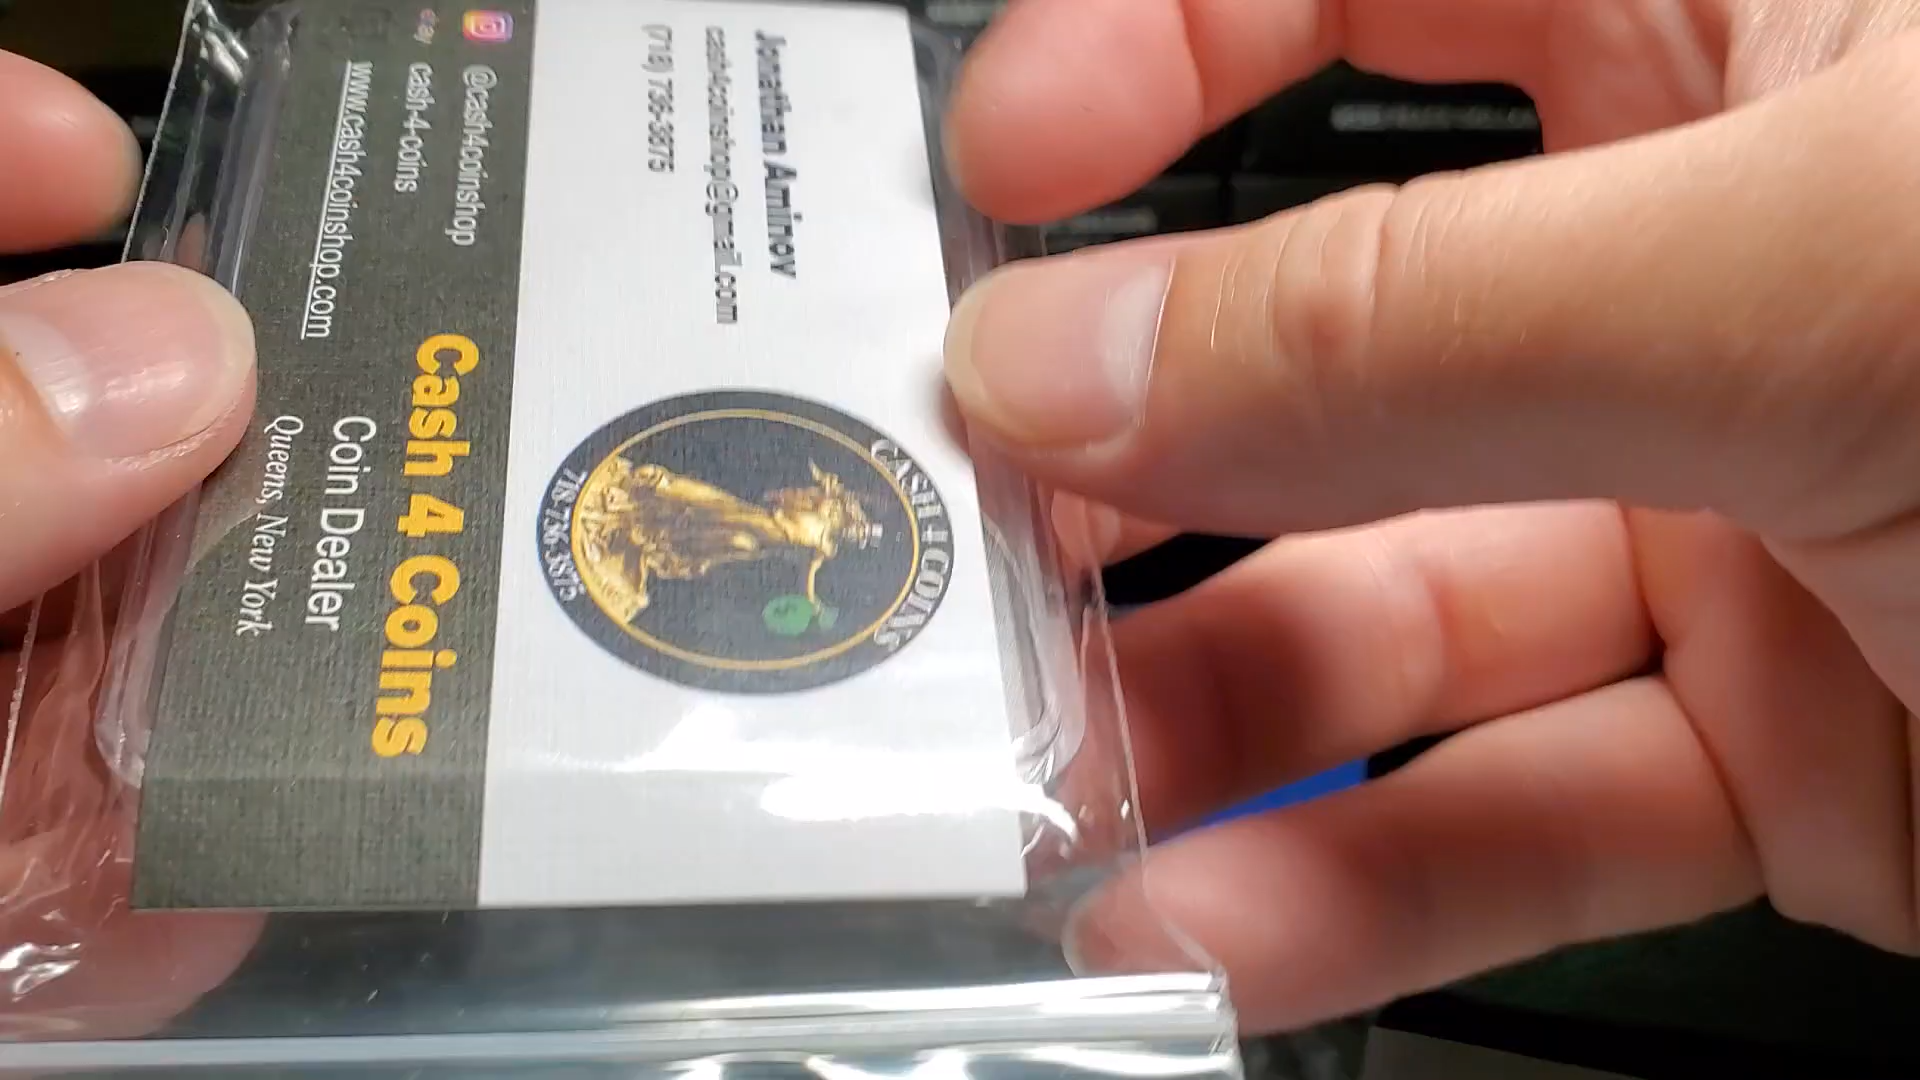 Jonathan Aminov
cash4coinshop@gmail.com
(718) 736-3875
CASH 4 COINS
718-736-3875
@cash4coinshop
ebay cash-4-coins
www.cash4coinshop.com
Cash 4 Coins
Coin Dealer
Queens, New York